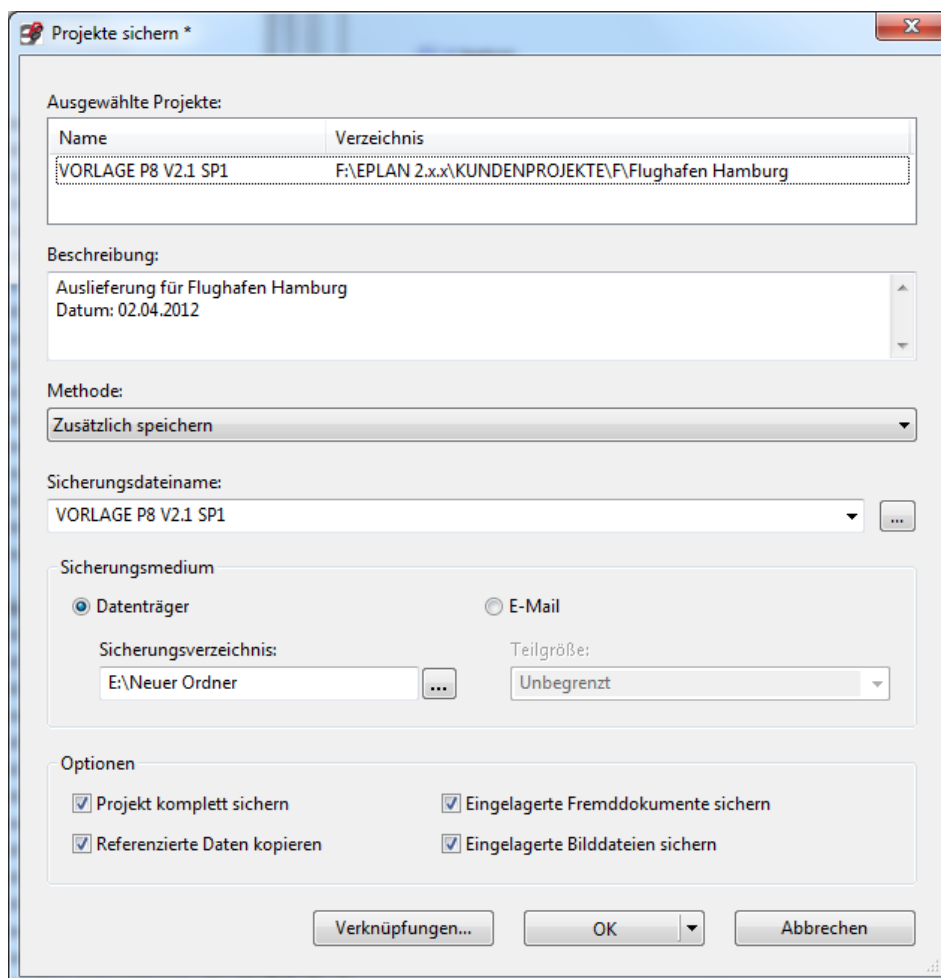 Projekte sichern *
Ausgewählte Projekte:
Name Verzeichnis
VORLAGE P8 V2.1 SP1 F:\EPLAN 2.x.x\KUNDENPROJEKTE\F\Flughafen Hamburg
Beschreibung:
Auslieferung für Flughafen Hamburg
Datum: 02.04.2012
Methode:
Zusätzlich speichern
Sicherungsdateiname:
VORLAGE P8 V2.1 SP1
...
Sicherungsmedium
Datenträger E-Mail
Sicherungsverzeichnis: Teilgröße:
E:\Neuer Ordner ... Unbegrenzt
Optionen
Projekt komplett sichern Eingelagerte Fremddokumente sichern
Referenzierte Daten kopieren Eingelagerte Bilddateien sichern
Verknüpfungen... OK Abbrechen